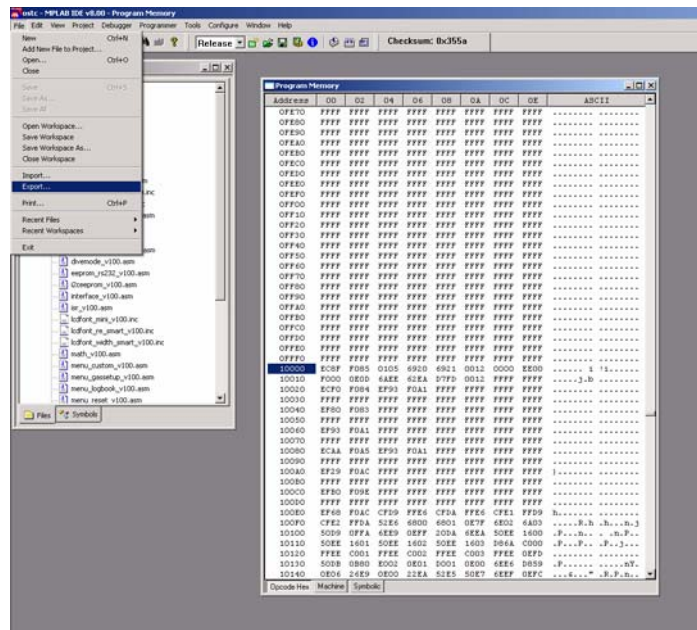 ostc - MPLAB IDE v8.00 - Program Memory
File Edit View Project Debugger Programmer Tools Configure Window Help
Release
Checksum: 0x355a
New Ctrl+N
Add New File to Project...
Open... Ctrl+O
Close
Save Ctrl+S
Save As...
Save All
Open Workspace...
Save Workspace
Save Workspace As...
Close Workspace
Import...
Export...
Print... Ctrl+P
Recent Files
Recent Workspaces
Exit
divemode_v100.asm
eeprom_rs232_v100.asm
i2ceeprom_v100.asm
interface_v100.asm
isr_v100.asm
lcdfont_mini_v100.inc
lcdfont_re_smart_v100.inc
lcdfont_width_smart_v100.inc
math_v100.asm
menu_custom_v100.asm
menu_gassetup_v100.asm
menu_logbook_v100.asm
menu_reset_v100.asm
Files Symbols
Program Memory
Address 00 02 04 06 08 0A 0C 0E ASCII
0FE70 FFFF FFFF FFFF FFFF FFFF FFFF FFFF FFFF ........ ........
0FE80 FFFF FFFF FFFF FFFF FFFF FFFF FFFF FFFF ........ ........
0FE90 FFFF FFFF FFFF FFFF FFFF FFFF FFFF FFFF ........ ........
0FEA0 FFFF FFFF FFFF FFFF FFFF FFFF FFFF FFFF ........ ........
0FEB0 FFFF FFFF FFFF FFFF FFFF FFFF FFFF FFFF ........ ........
0FEC0 FFFF FFFF FFFF FFFF FFFF FFFF FFFF FFFF ........ ........
0FED0 FFFF FFFF FFFF FFFF FFFF FFFF FFFF FFFF ........ ........
0FEE0 FFFF FFFF FFFF FFFF FFFF FFFF FFFF FFFF ........ ........
0FEF0 FFFF FFFF FFFF FFFF FFFF FFFF FFFF FFFF ........ ........
0FF00 FFFF FFFF FFFF FFFF FFFF FFFF FFFF FFFF ........ ........
0FF10 FFFF FFFF FFFF FFFF FFFF FFFF FFFF FFFF ........ ........
0FF20 FFFF FFFF FFFF FFFF FFFF FFFF FFFF FFFF ........ ........
0FF30 FFFF FFFF FFFF FFFF FFFF FFFF FFFF FFFF ........ ........
0FF40 FFFF FFFF FFFF FFFF FFFF FFFF FFFF FFFF ........ ........
0FF50 FFFF FFFF FFFF FFFF FFFF FFFF FFFF FFFF ........ ........
0FF60 FFFF FFFF FFFF FFFF FFFF FFFF FFFF FFFF ........ ........
0FF70 FFFF FFFF FFFF FFFF FFFF FFFF FFFF FFFF ........ ........
0FF80 FFFF FFFF FFFF FFFF FFFF FFFF FFFF FFFF ........ ........
0FF90 FFFF FFFF FFFF FFFF FFFF FFFF FFFF FFFF ........ ........
0FFA0 FFFF FFFF FFFF FFFF FFFF FFFF FFFF FFFF ........ ........
0FFB0 FFFF FFFF FFFF FFFF FFFF FFFF FFFF FFFF ........ ........
0FFC0 FFFF FFFF FFFF FFFF FFFF FFFF FFFF FFFF ........ ........
0FFD0 FFFF FFFF FFFF FFFF FFFF FFFF FFFF FFFF ........ ........
0FFE0 FFFF FFFF FFFF FFFF FFFF FFFF FFFF FFFF ........ ........
0FFF0 FFFF FFFF FFFF FFFF FFFF FFFF FFFF FFFF ........ ........
10000 EC8F F085 0105 6920 6921 0012 0000 EE00
10010 F000 0E0D 6AEE 62EA D7FD 0012 FFFF FFFF
10020 ECF0 F084 EF93 F0A1 FFFF FFFF FFFF FFFF
10030 FFFF FFFF FFFF FFFF FFFF FFFF FFFF FFFF
10040 EF80 F083 FFFF FFFF FFFF FFFF FFFF FFFF
10050 FFFF FFFF FFFF FFFF FFFF FFFF FFFF FFFF
10060 EF93 F0A1 FFFF FFFF FFFF FFFF FFFF FFFF
10070 FFFF FFFF FFFF FFFF FFFF FFFF FFFF FFFF
10080 ECAA F0A5 EF93 F0A1 FFFF FFFF FFFF FFFF
10090 FFFF FFFF FFFF FFFF FFFF FFFF FFFF FFFF
100A0 EF29 F0AC FFFF FFFF FFFF FFFF FFFF FFFF
100B0 FFFF FFFF FFFF FFFF FFFF FFFF FFFF FFFF
100C0 EFB0 F09E FFFF FFFF FFFF FFFF FFFF FFFF
100D0 FFFF FFFF FFFF FFFF FFFF FFFF FFFF FFFF
100E0 EF68 F0AC CFD9 FFE6 CFDA FFE6 CFE1 FFD9
100F0 CFE2 FFDA 52E6 6800 6801 0E7F 6E02 6A03
10100 50D9 0FFA 6EE9 0EFF 20DA 6EEA 50EE 1600
10110 50EE 1601 50EE 1602 50EE 1603 D86A C000
10120 FFEE C001 FFEE C002 FFEE C003 FFEE 0EFD
10130 50DB 0B80 E002 0E01 D001 0E00 6EE6 D859
10140 0E06 26E9 0E00 22EA 52E5 50E7 6EEF 0EFC
Opcode Hex Machine Symbolic